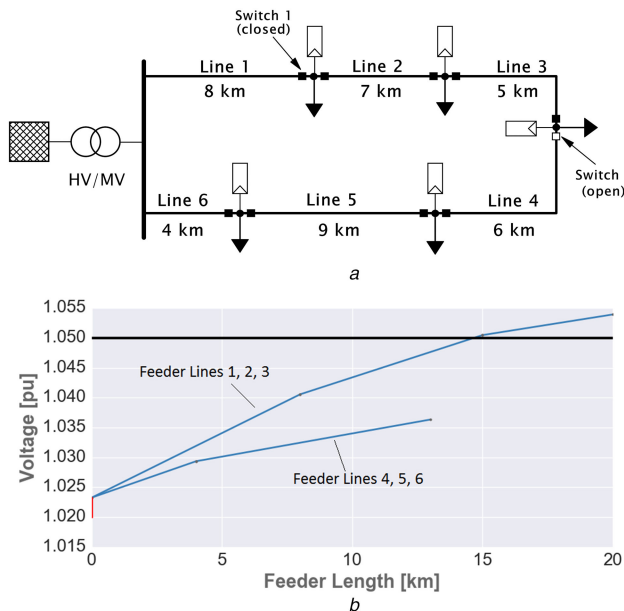 Switch 1
(closed)
Line 1
Line 2
Line 3
8 km
7 km
5 km
HV/MV
Switch
(open)
Line 6
Line 5
Line 4
4 km
9 km
6 km
a
1.055
1.050
1.045
1.040
1.035
1.030
1.025
1.020
1.015
Voltage [pu]
Feeder Lines 1, 2, 3
Feeder Lines 4, 5, 6
0
5
10
15
20
Feeder Length [km]
b